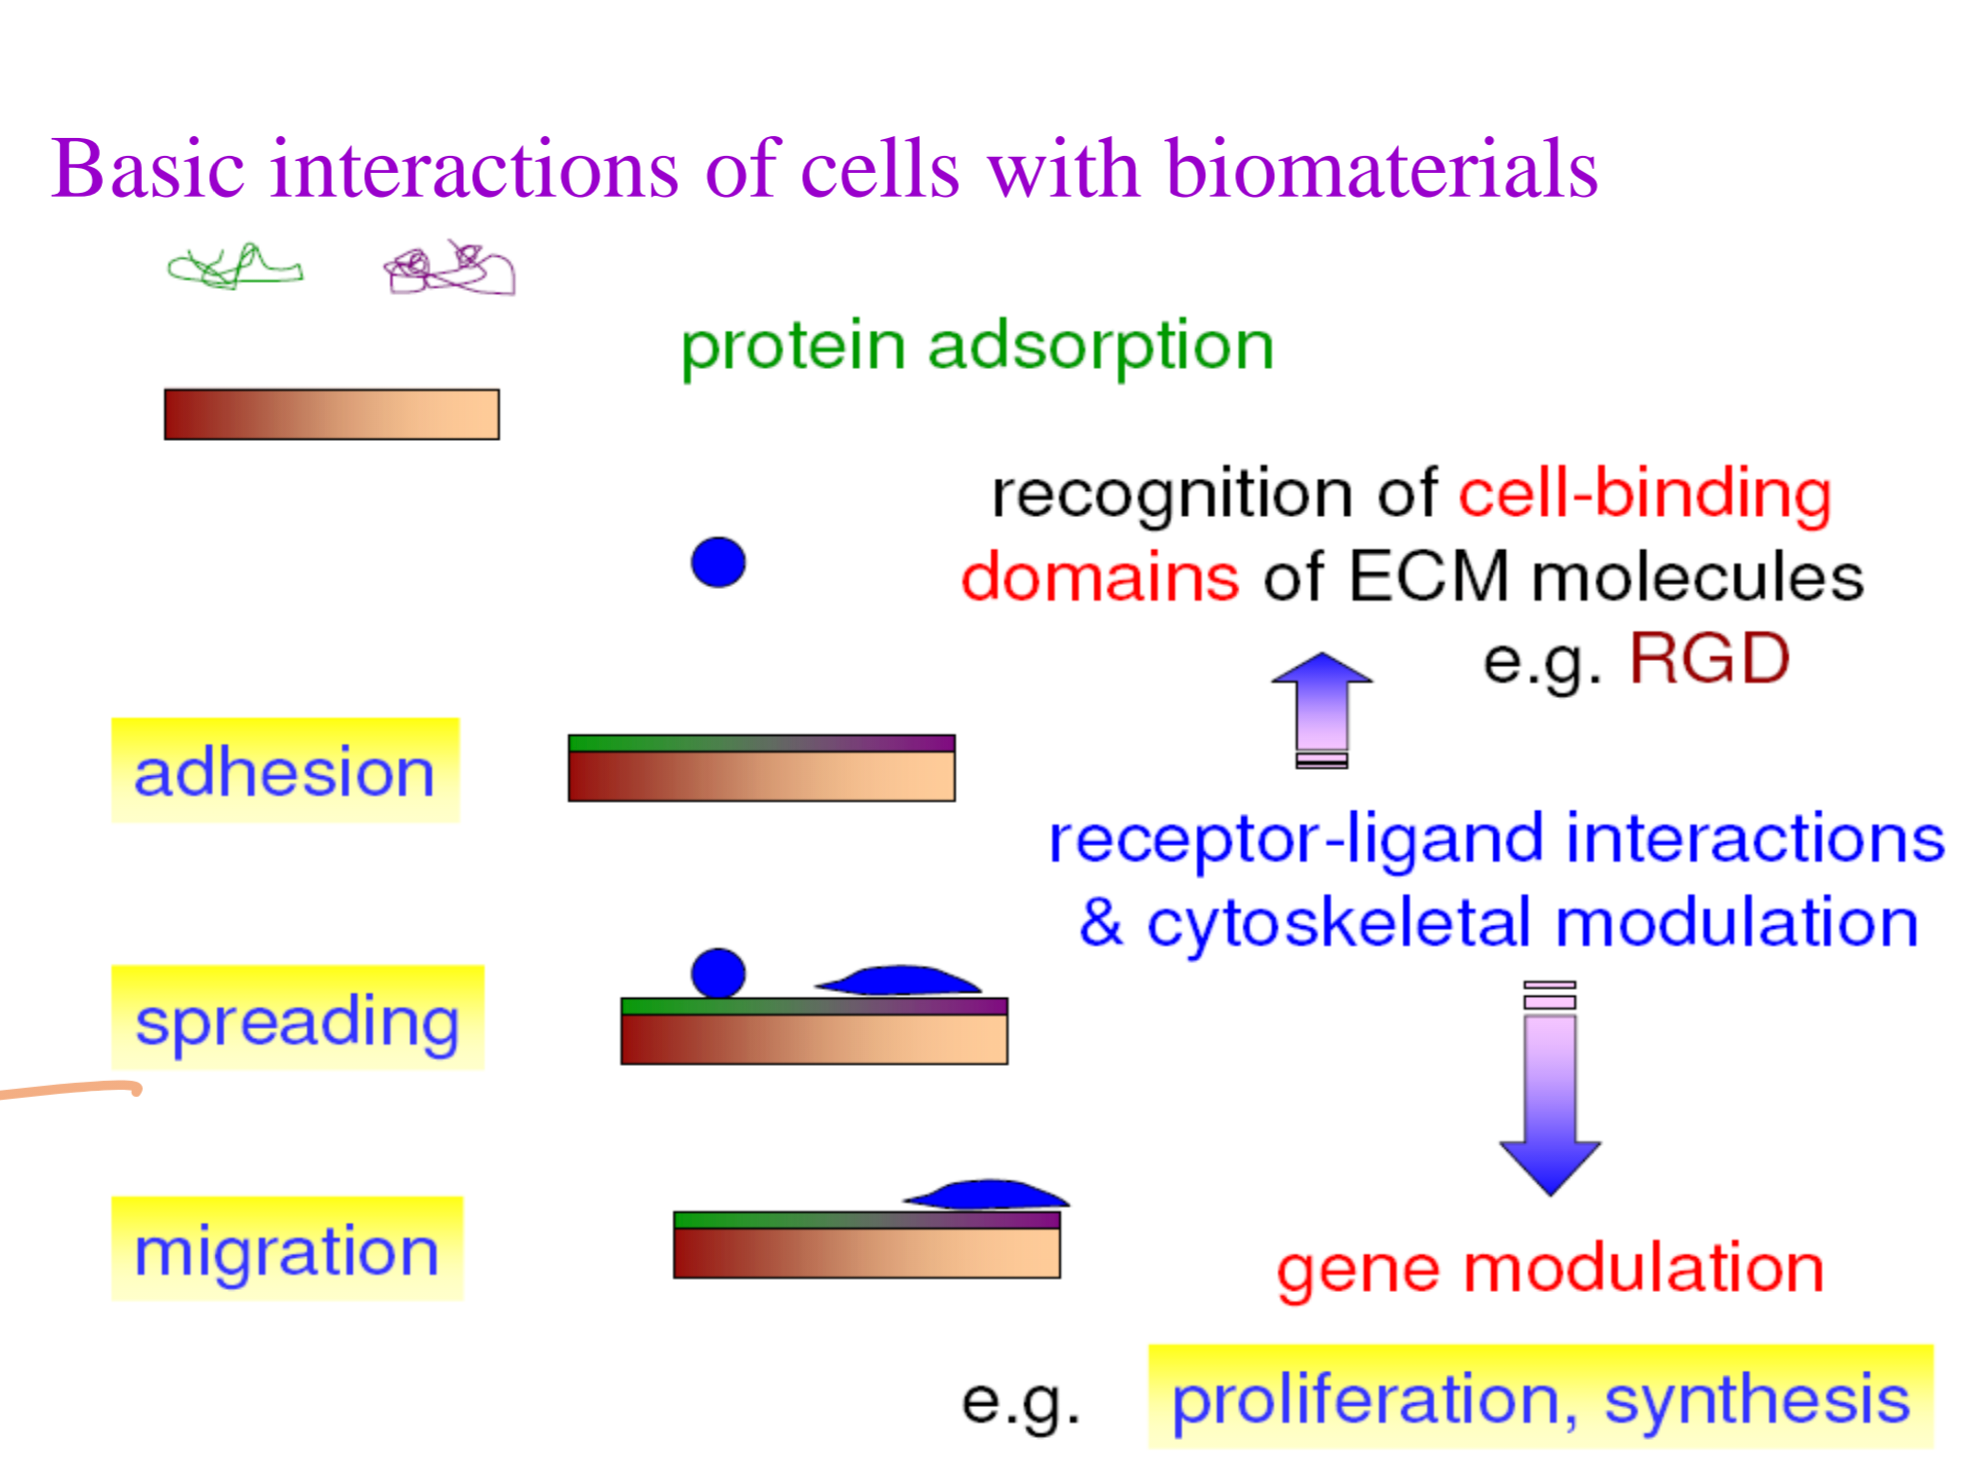 Basic interactions of cells with biomaterials
protein adsorption
recognition of cell-binding
domains of ECM molecules
e.g. RGD
adhesion
receptor-ligand interactions
& cytoskeletal modulation
spreading
migration
gene modulation
e.g. proliferation, synthesis